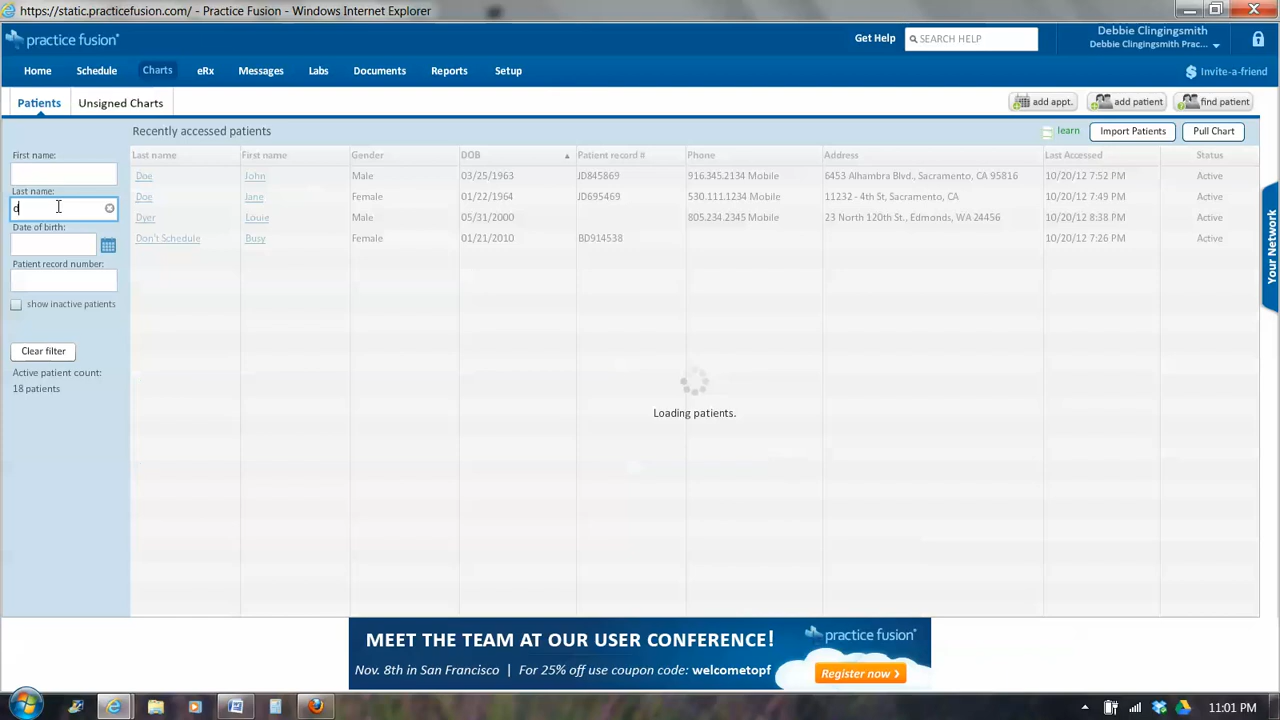 https://static.practicefusion.com/ - Practice Fusion - Windows Internet Explorer
practice fusion
Get Help
SEARCH HELP
Debbie Clingingsmith
Debbie Clingingsmith Prac...
Home Schedule Charts eRx Messages Labs Documents Reports Setup
Invite-a-friend
Patients
Unsigned Charts
add appt.
add patient
find patient
Recently accessed patients
learn
Import Patients
Pull Chart
First name:
Last name:
d
Date of birth:
Patient record number:
show inactive patients
Clear filter
Active patient count:
18 patients
Last name First name Gender DOB Patient record # Phone Address Last Accessed Status
Doe John Male 03/25/1963 JD845869 916.345.2134 Mobile 6453 Alhambra Blvd., Sacramento, CA 95816 10/20/12 7:52 PM Active
Doe Jane Female 01/22/1964 JD695469 530.111.1234 Mobile 11232 - 4th St, Sacramento, CA 10/20/12 7:49 PM Active
Dyer Louie Male 05/31/2000 805.234.2345 Mobile 23 North 120th St., Edmonds, WA 24456 10/20/12 8:38 PM Active
Don't Schedule Busy Female 01/21/2010 BD914538 10/20/12 7:26 PM Active
Loading patients.
Your Network
MEET THE TEAM AT OUR USER CONFERENCE!
Nov. 8th in San Francisco | For 25% off use coupon code: welcometopf
practice fusion
Register now >
11:01 PM